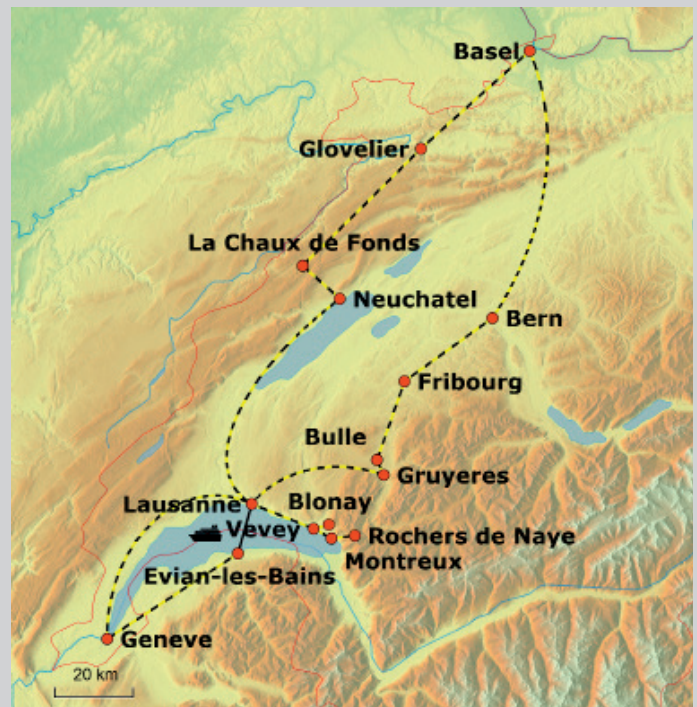 Basel
Glovelier
La Chaux de Fonds
Neuchatel
Bern
Fribourg
Bulle
Gruyeres
Lausanne
Blonay
Vevey
Rochers de Naye
Montreux
Evian-les-Bains
Geneve
20 km